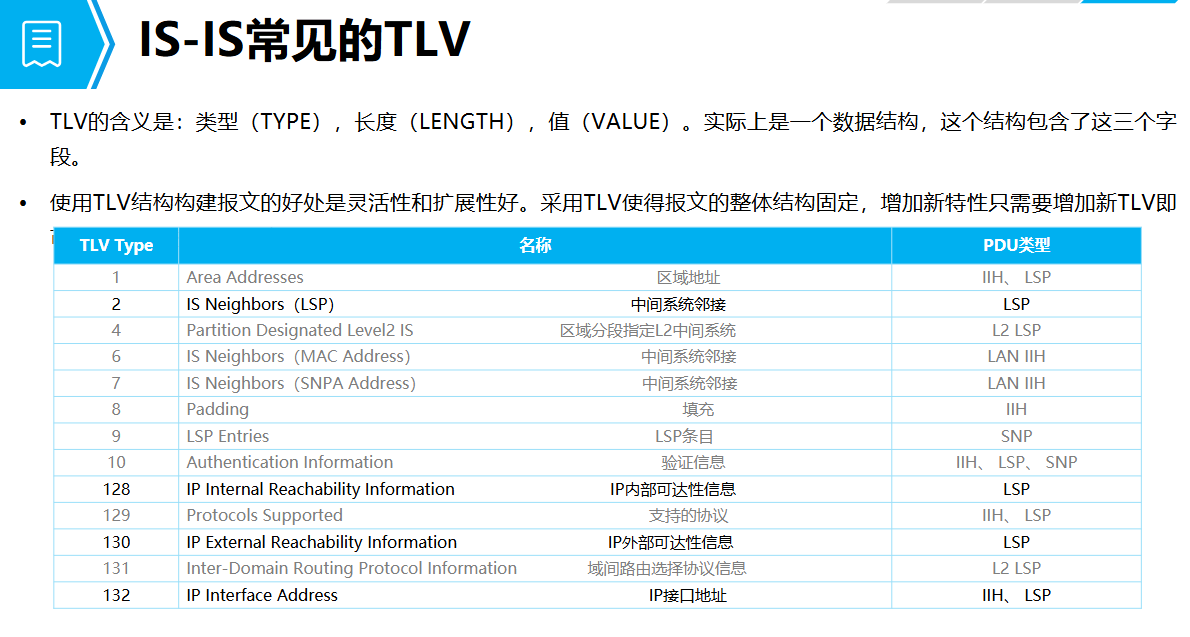 IS-IS常见的TLV
• TLV的含义是：类型（TYPE），长度（LENGTH），值（VALUE）。实际上是一个数据结构，这个结构包含了这三个字
段。
• 使用TLV结构构建报文的好处是灵活性和扩展性好。采用TLV使得报文的整体结构固定，增加新特性只需要增加新TLV即
TLV Type 名称 PDU类型
1 Area Addresses 区域地址 IIH、 LSP
2 IS Neighbors（LSP） 中间系统邻接 LSP
4 Partition Designated Level2 IS 区域分段指定L2中间系统 L2 LSP
6 IS Neighbors（MAC Address） 中间系统邻接 LAN IIH
7 IS Neighbors（SNPA Address） 中间系统邻接 LAN IIH
8 Padding 填充 IIH
9 LSP Entries LSP条目 SNP
10 Authentication Information 验证信息 IIH、 LSP、 SNP
128 IP Internal Reachability Information IP内部可达性信息 LSP
129 Protocols Supported 支持的协议 IIH、 LSP
130 IP External Reachability Information IP外部可达性信息 LSP
131 Inter-Domain Routing Protocol Information 域间路由选择协议信息 L2 LSP
132 IP Interface Address IP接口地址 IIH、 LSP